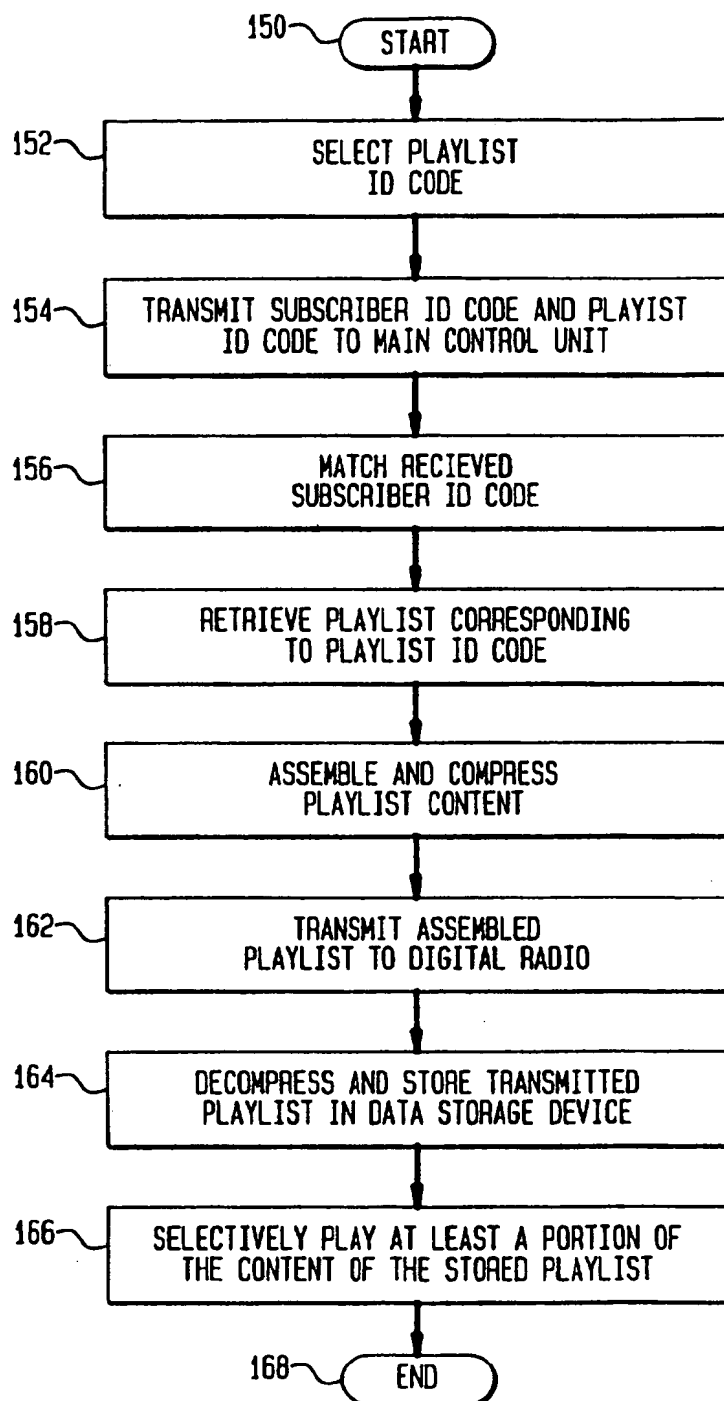 150
START
152
SELECT PLAYLIST
ID CODE
154
TRANSMIT SUBSCRIBER ID CODE AND PLAYIST
ID CODE TO MAIN CONTROL UNIT
156
MATCH RECIEVED
SUBSCRIBER ID CODE
158
RETRIEVE PLAYLIST CORRESPONDING
TO PLAYLIST ID CODE
160
ASSEMBLE AND COMPRESS
PLAYLIST CONTENT
162
TRANSMIT ASSEMBLED
PLAYLIST TO DIGITAL RADIO
164
DECOMPRESS AND STORE TRANSMITTED
PLAYLIST IN DATA STORAGE DEVICE
166
SELECTIVELY PLAY AT LEAST A PORTION OF
THE CONTENT OF THE STORED PLAYLIST
168
END